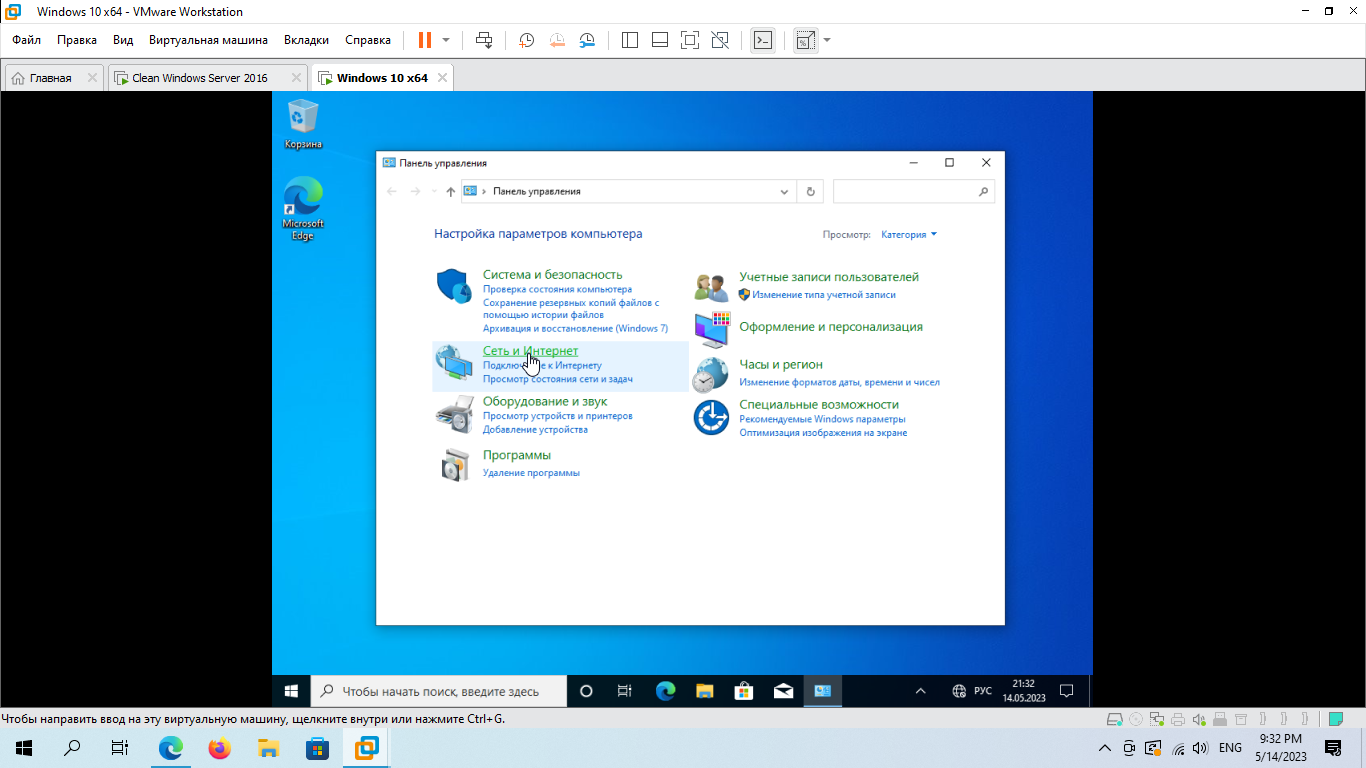 Windows 10 x64 - VMware Workstation
Файл Правка Вид Виртуальная машина Вкладки Справка
Главная Clean Windows Server 2016 Windows 10 x64
Корзина
Microsoft
Edge
Панель управления
Панель управления
Настройка параметров компьютера
Просмотр: Категория
Система и безопасность
Проверка состояния компьютера
Сохранение резервных копий файлов с
помощью истории файлов
Архивация и восстановление (Windows 7)
Сеть и Интернет
к Интернету
Просмотр состояния сети и задач
Оборудование и звук
Просмотр устройств и принтеров
Добавление устройства
Программы
Удаление программы
Учетные записи пользователей
Изменение типа учетной записи
Оформление и персонализация
Часы и регион
Изменение форматов даты, времени и чисел
Специальные возможности
Рекомендуемые Windows параметры
Оптимизация изображения на экране
Чтобы начать поиск, введите здесь
РУС
21:32
14.05.2023
Чтобы направить ввод на эту виртуальную машину, щелкните внутри или нажмите Ctrl+G.
ENG
9:32 PM
5/14/2023